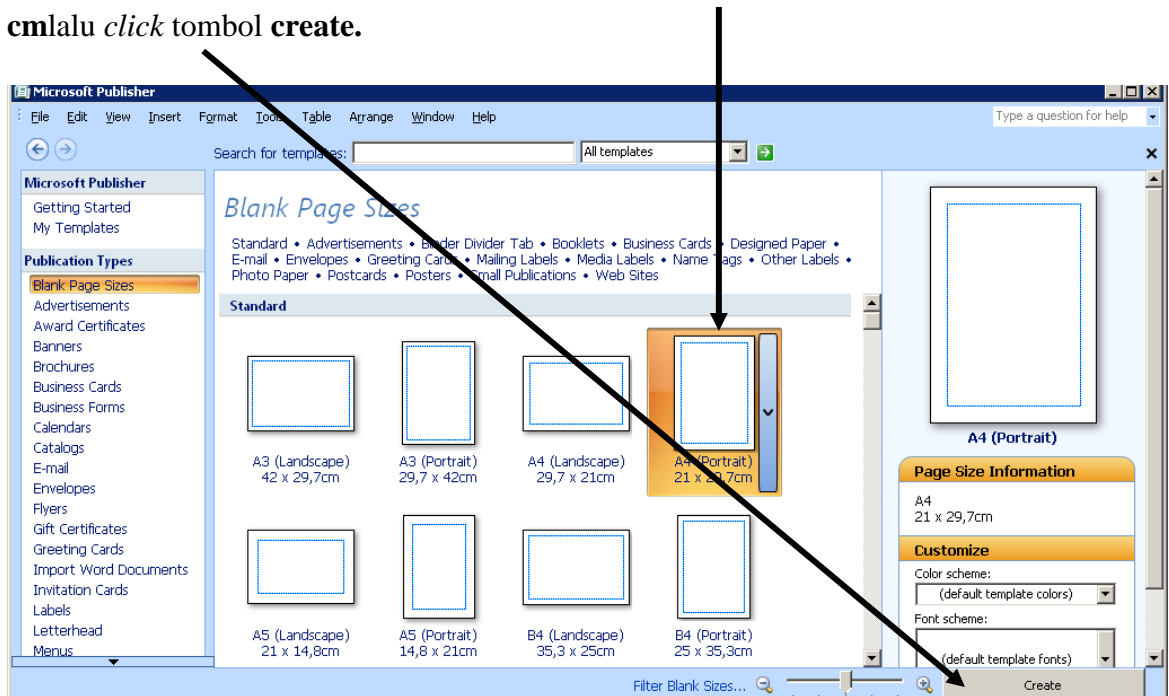 cmlalu click tombol create.
Microsoft Publisher
File Edit View Insert Format Tools Table Arrange Window Help
Type a question for help
Search for templates:
All templates
Microsoft Publisher
Getting Started
My Templates
Publication Types
Blank Page Sizes
Advertisements
Award Certificates
Banners
Brochures
Business Cards
Business Forms
Calendars
Catalogs
E-mail
Envelopes
Flyers
Gift Certificates
Greeting Cards
Import Word Documents
Invitation Cards
Labels
Letterhead
Menus
Blank Page Sizes
Standard • Advertisements • Binder Divider Tab • Booklets • Business Cards • Designed Paper •
E-mail • Envelopes • Greeting Cards • Mailing Labels • Media Labels • Name Tags • Other Labels •
Photo Paper • Postcards • Posters • Small Publications • Web Sites
Standard
A3 (Landscape)
42 x 29,7cm
A3 (Portrait)
29,7 x 42cm
A4 (Landscape)
29,7 x 21cm
A4 (Portrait)
21 x 29,7cm
A5 (Landscape)
21 x 14,8cm
A5 (Portrait)
14,8 x 21cm
B4 (Landscape)
35,3 x 25cm
B4 (Portrait)
25 x 35,3cm
A4 (Portrait)
Page Size Information
A4
21 x 29,7cm
Customize
Color scheme:
(default template colors)
Font scheme:
(default template fonts)
Filter Blank Sizes...
Create